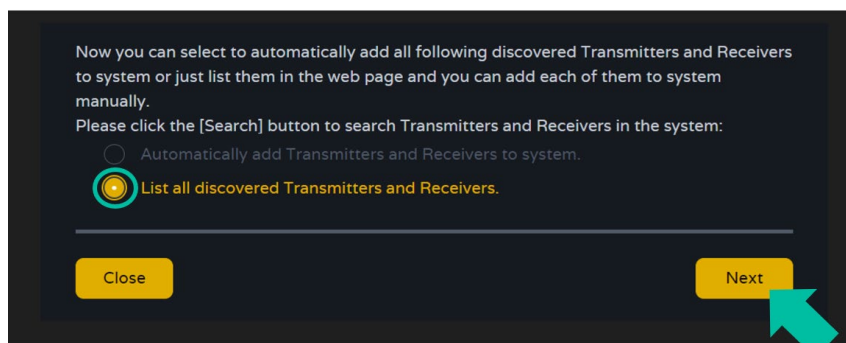 Now you can select to automatically add all following discovered Transmitters and Receivers
to system or just list them in the web page and you can add each of them to system
manually.
Please click the [Search] button to search Transmitters and Receivers in the system:
Automatically add Transmitters and Receivers to system.
List all discovered Transmitters and Receivers.
Close
Next